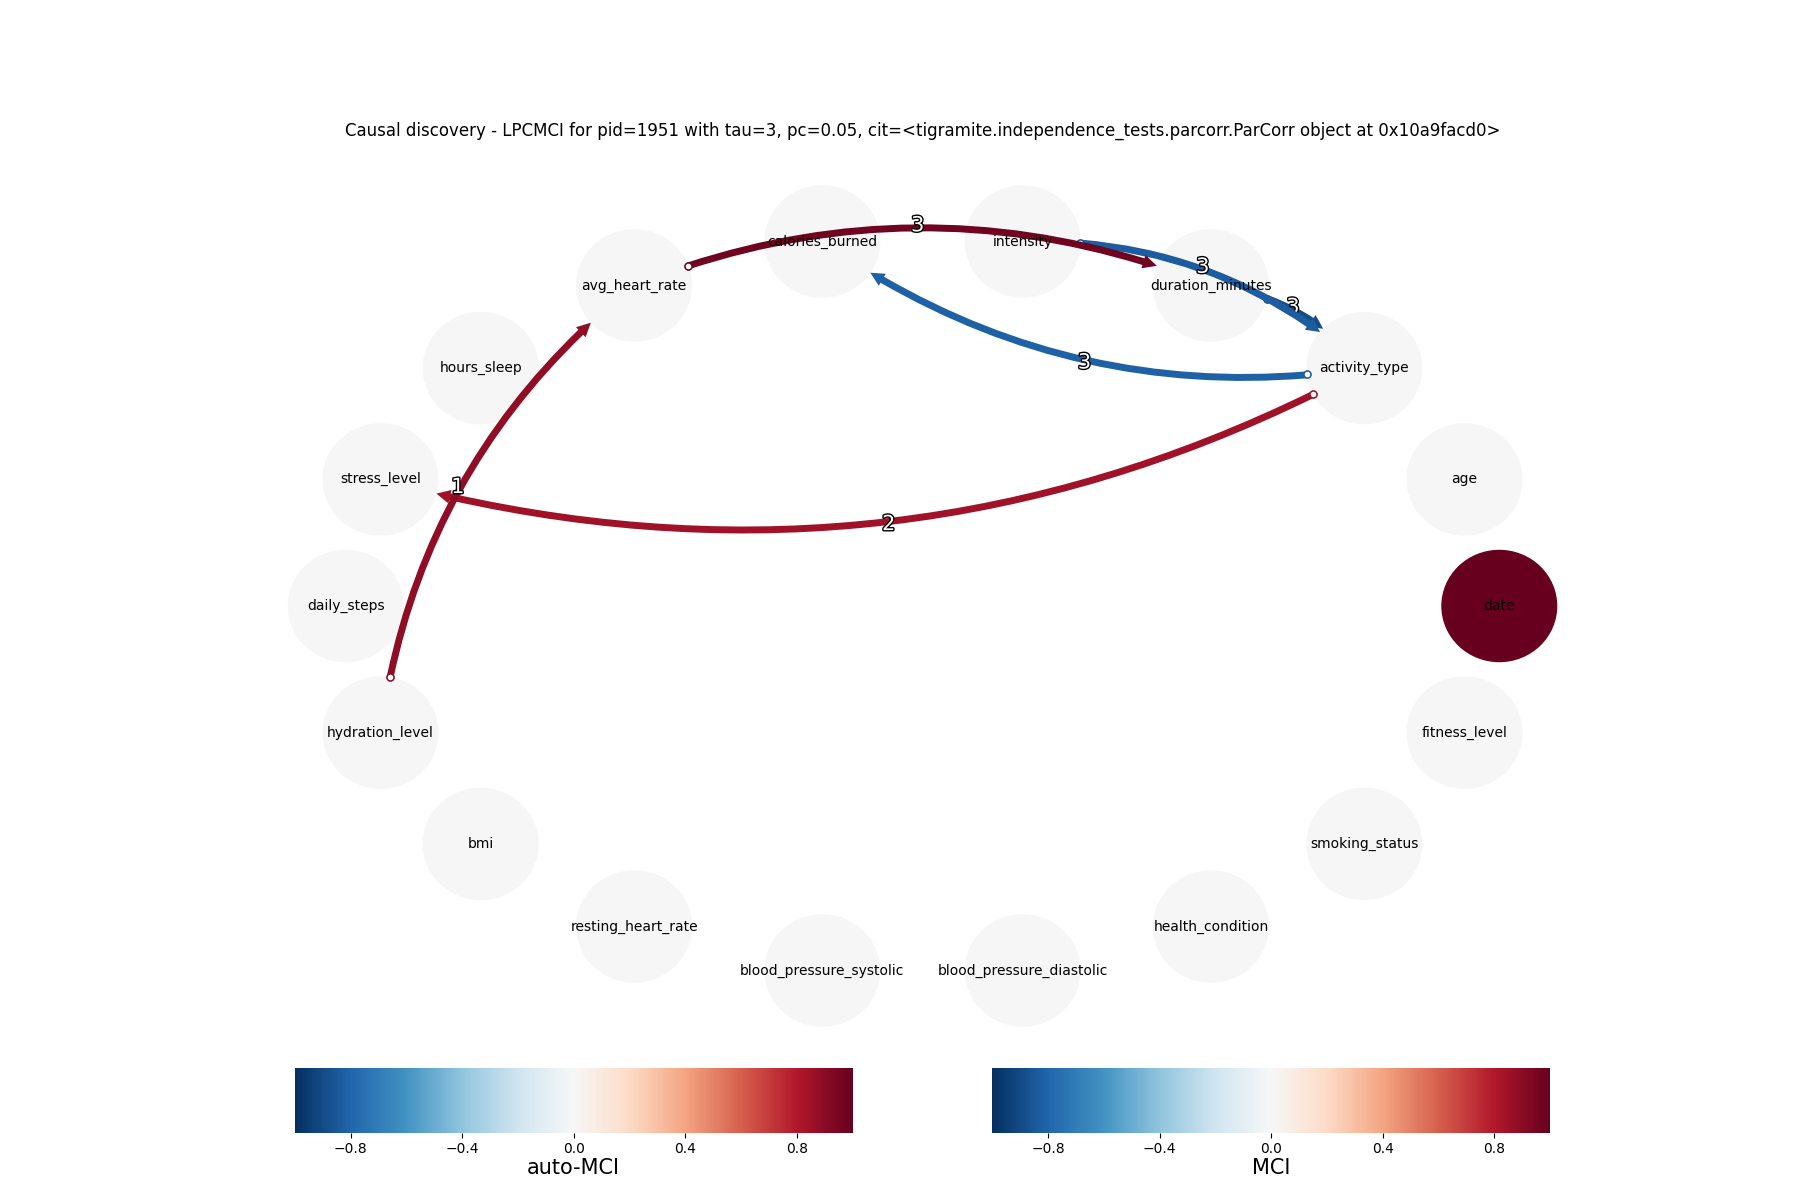 Causal discovery - LPCMCI for pid=1951 with tau=3, pc=0.05, cit=<tigramite.independence_tests.parcorr.ParCorr object at 0x10a9facd0>
3
calories_burned
intensity
3
avg_heart_rate
duration_minutes
3
3
hours_sleep
activity_type
stress_level
1
age
2
daily_steps
date
hydration_level
fitness_level
bmi
smoking_status
resting_heart_rate
health_condition
blood_pressure_systolic
blood_pressure_diastolic
−0.8 −0.4 0.0 0.4 0.8
auto-MCI
−0.8 −0.4 0.0 0.4 0.8
MCI